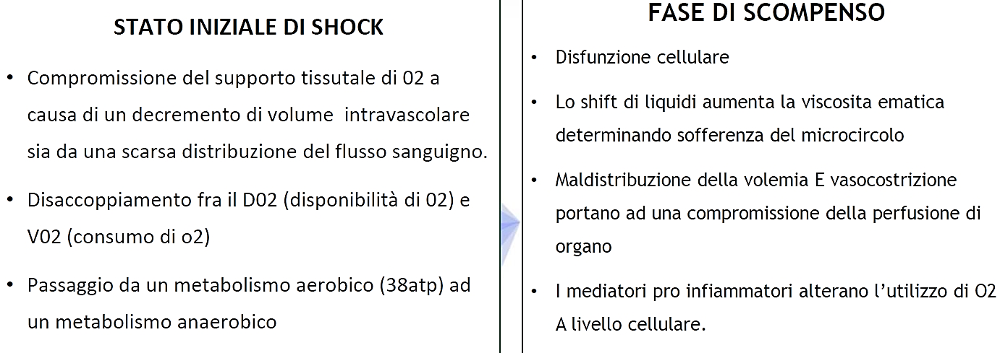 STATO INIZIALE DI SHOCK
• Compromissione del supporto tissutale di 02 a
causa di un decremento di volume intravascolare
sia da una scarsa distribuzione del flusso sanguigno.
• Disaccoppiamento fra il D02 (disponibilità di 02) e
V02 (consumo di o2)
• Passaggio da un metabolismo aerobico (38atp) ad
un metabolismo anaerobico
FASE DI SCOMPENSO
• Disfunzione cellulare
• Lo shift di liquidi aumenta la viscosita ematica
determinando sofferenza del microcircolo
• Maldistribuzione della volemia E vasocostrizione
portano ad una compromissione della perfusione di
organo
• I mediatori pro infiammatori alterano l’utilizzo di O2
A livello cellulare.